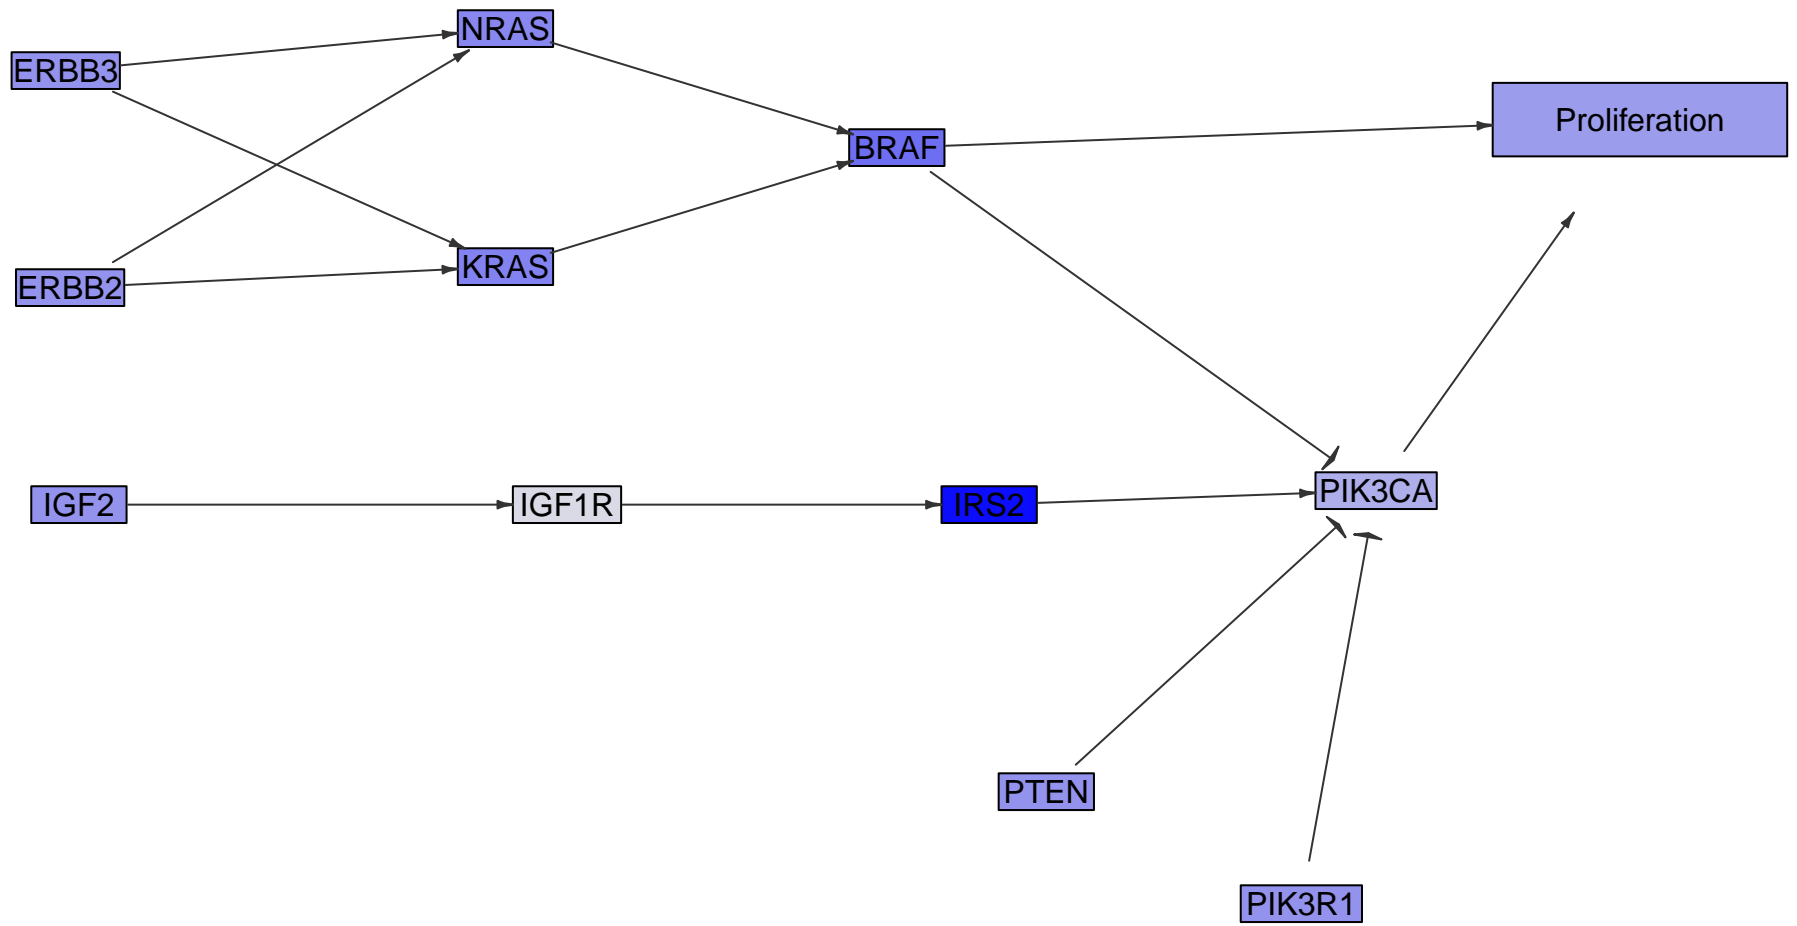 NRAS
ERBB3
Proliferation
BRAF
KRAS
ERBB2
IGF2
IGF1R
IRS2
PIK3CA
PTEN
PIK3R1